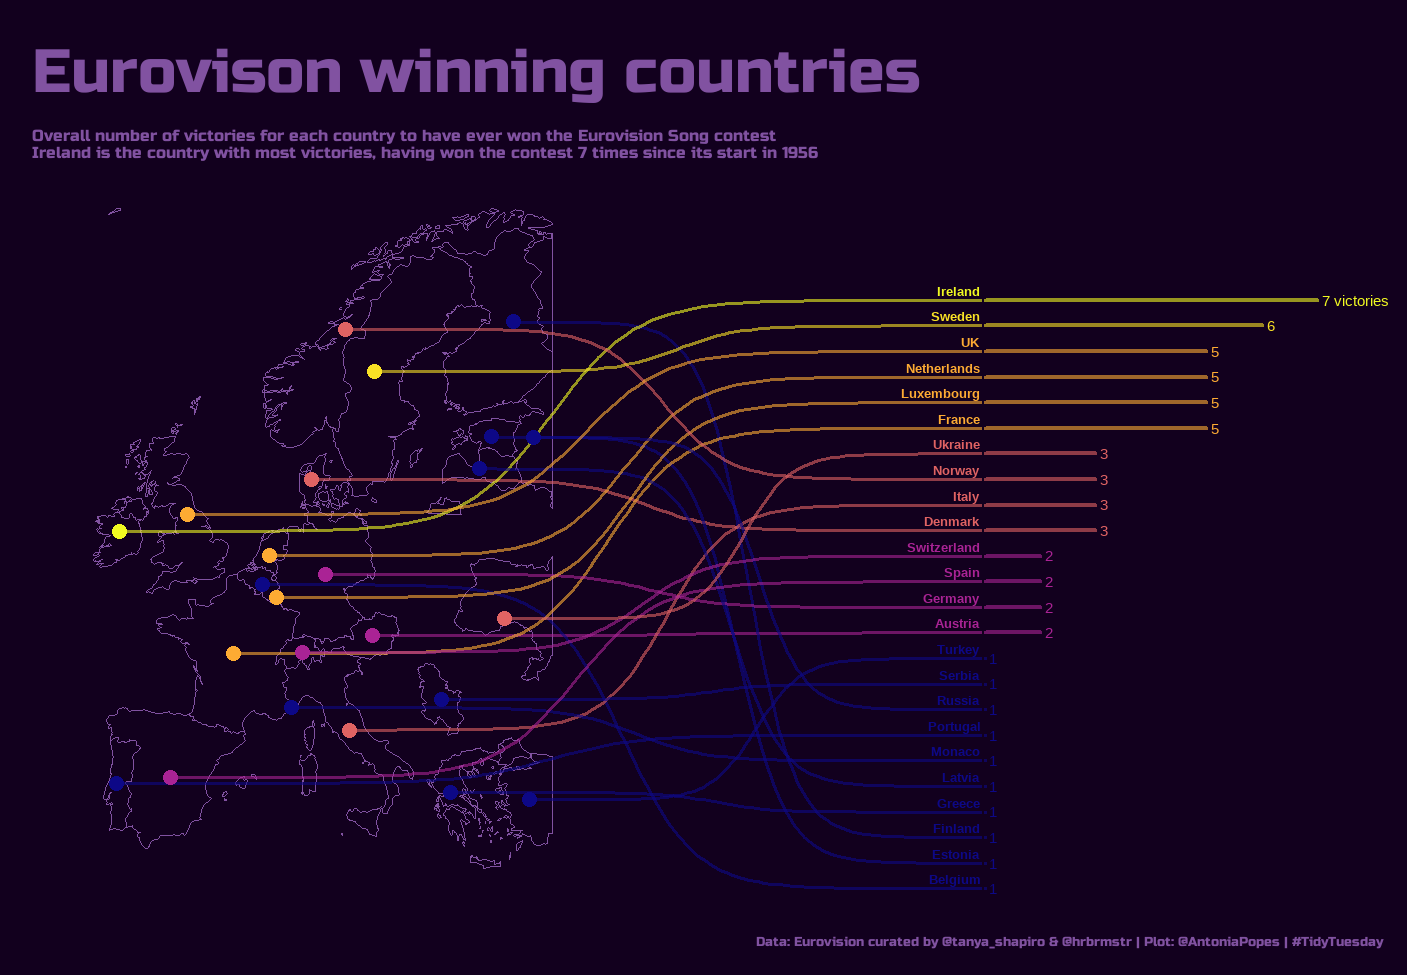 Eurovison winning countries
Overall number of victories for each country to have ever won the Eurovision Song contest
Ireland is the country with most victories, having won the contest 7 times since its start in 1956
Ireland 7 victories
Sweden 6
UK 5
Netherlands 5
Luxembourg 5
France 5
Ukraine 3
Norway 3
Italy 3
Denmark 3
Switzerland 2
Spain 2
Germany 2
Austria 2
Turkey 1
Serbia 1
Russia 1
Portugal 1
Monaco 1
Latvia 1
Greece 1
Finland 1
Estonia 1
Belgium 1
Data: Eurovision curated by @tanya_shapiro & @hrbrmstr | Plot: @AntoniaPopes | #TidyTuesday